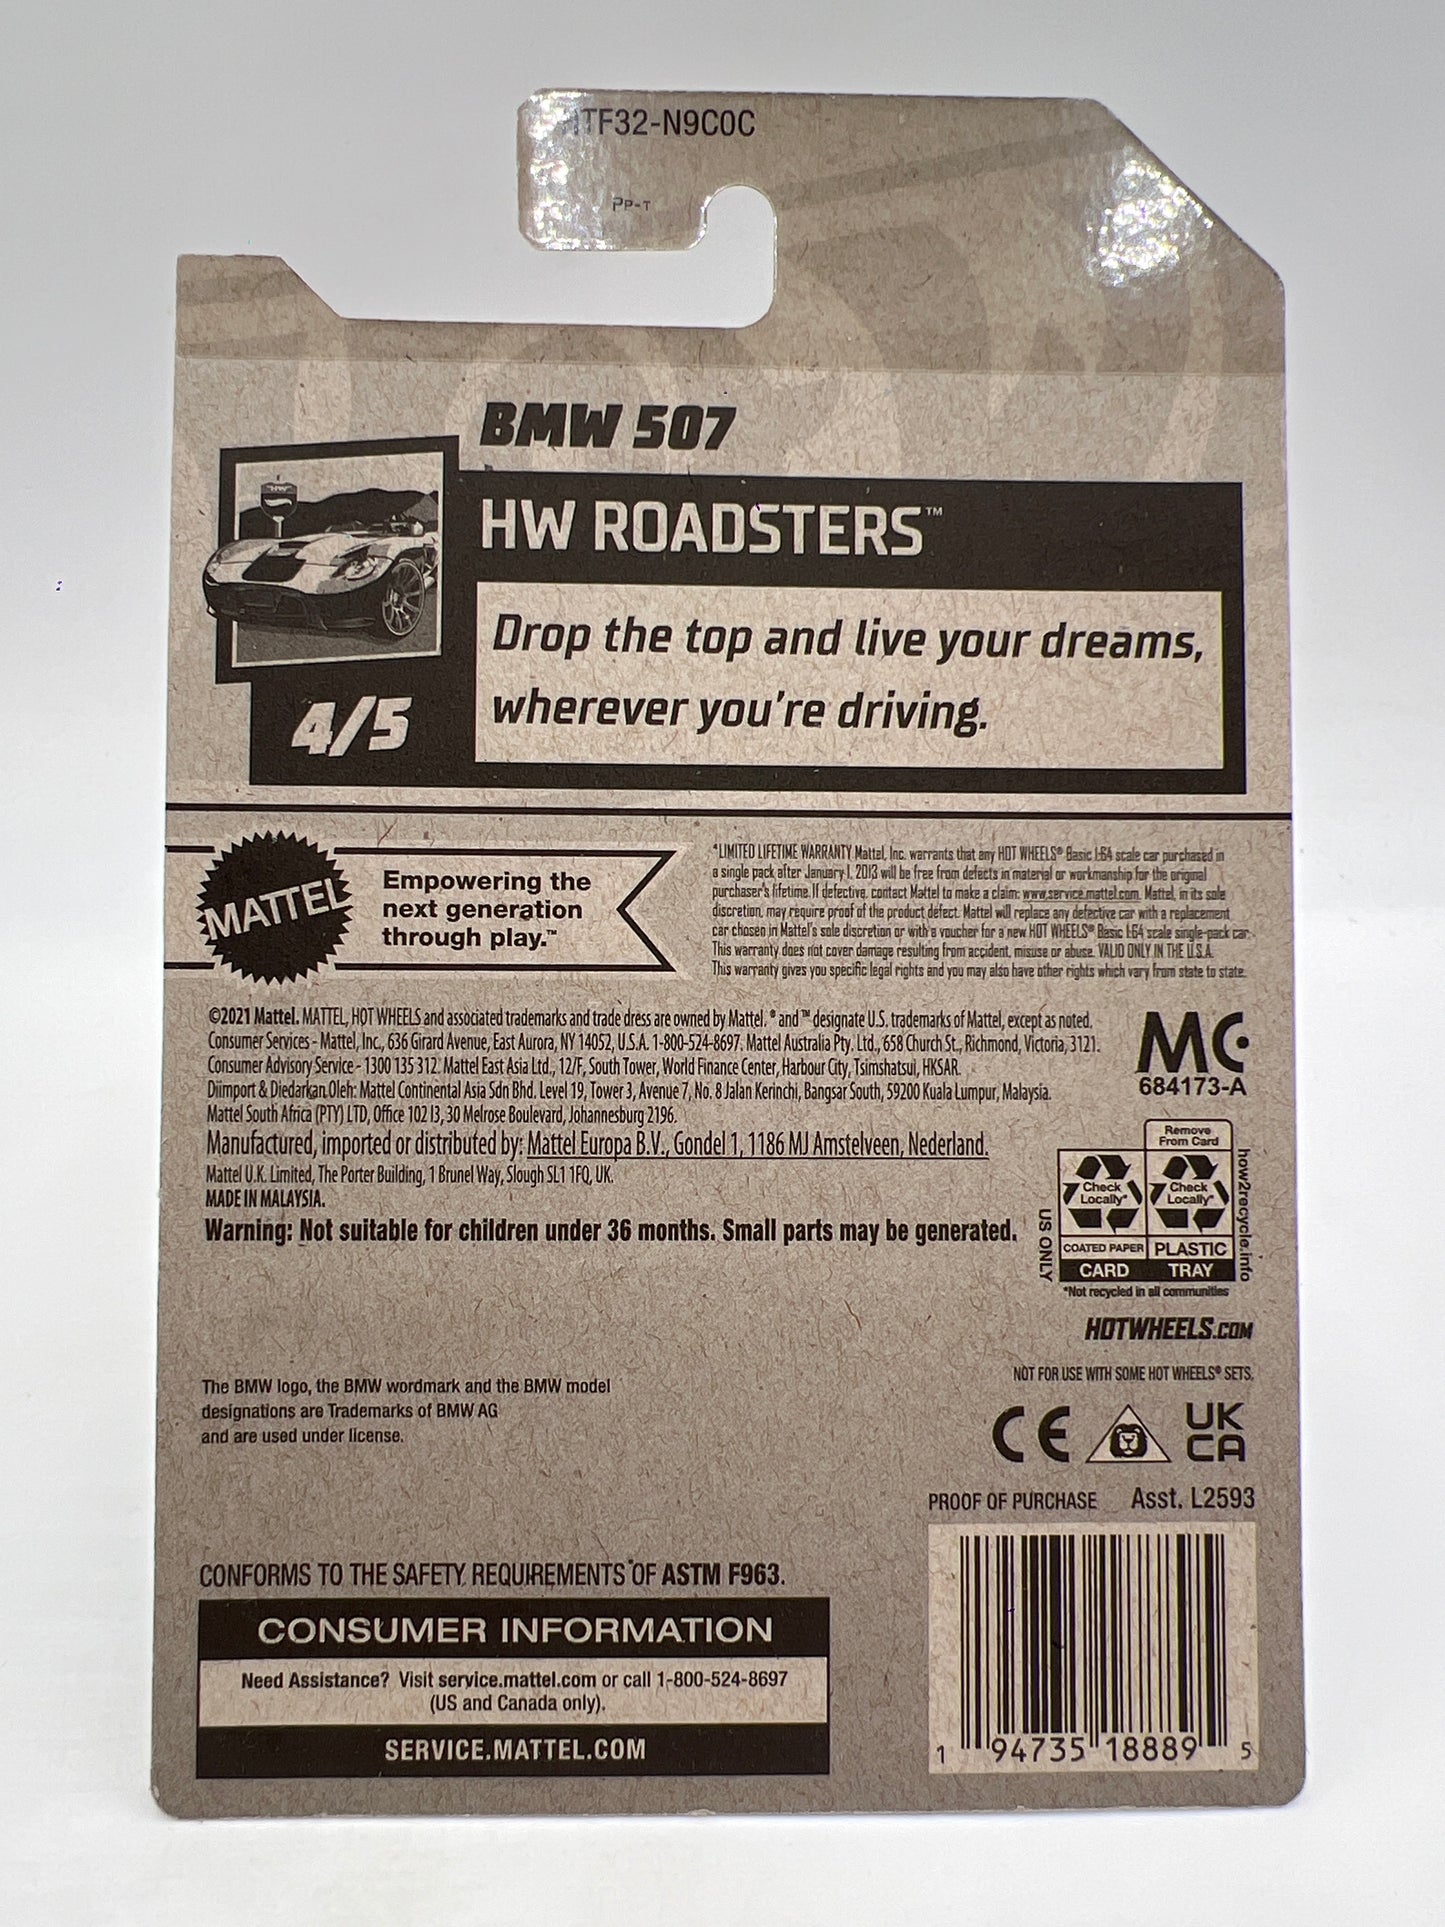 HTF32-N9C0C
PP-T
BMW 507
HW
HW ROADSTERS™
Drop the top and live your dreams,
wherever you're driving.
4/5
MATTEL
Empowering the
next generation
through play.™
*LIMITED LIFETIME WARRANTY Mattel, Inc. warrants that any HOT WHEELS® Basic 1:64 scale car purchased in
a single pack after January 1, 2013 will be free from defects in material or workmanship for the original
purchaser's lifetime. If defective, contact Mattel to make a claim: www.service.mattel.com. Mattel, in its sole
discretion, may require proof of the product defect. Mattel will replace any defective car with a replacement
car chosen in Mattel's sole discretion or with a voucher for a new HOT WHEELS® Basic 1:64 scale single-pack car.
This warranty does not cover damage resulting from accident, misuse or abuse. VALID ONLY IN THE U.S.A.
This warranty gives you specific legal rights and you may also have other rights which vary from state to state.
©2021 Mattel. MATTEL, HOT WHEELS and associated trademarks and trade dress are owned by Mattel. ® and ™ designate U.S. trademarks of Mattel, except as noted.
Consumer Services - Mattel, Inc., 636 Girard Avenue, East Aurora, NY 14052, U.S.A. 1-800-524-8697. Mattel Australia Pty. Ltd., 658 Church St., Richmond, Victoria, 3121.
Consumer Advisory Service - 1300 135 312. Mattel East Asia Ltd., 12/F, South Tower, World Finance Center, Harbour City, Tsimshatsui, HKSAR.
Diimport & Diedarkan Oleh: Mattel Continental Asia Sdn Bhd. Level 19, Tower 3, Avenue 7, No. 8 Jalan Kerinchi, Bangsar South, 59200 Kuala Lumpur, Malaysia.
Mattel South Africa (PTY) LTD, Office 102 I3, 30 Melrose Boulevard, Johannesburg 2196.
Manufactured, imported or distributed by: Mattel Europa B.V., Gondel 1, 1186 MJ Amstelveen, Nederland.
Mattel U.K. Limited, The Porter Building, 1 Brunel Way, Slough SL1 1FQ, UK.
MADE IN MALAYSIA.
Warning: Not suitable for children under 36 months. Small parts may be generated.
MC
684173-A
Remove
From Card
Check
Locally*
Check
Locally*
COATED PAPER
PLASTIC
CARD
TRAY
US ONLY
how2recycle.info
*Not recycled in all communities
HOTWHEELS.COM
NOT FOR USE WITH SOME HOT WHEELS® SETS.
The BMW logo, the BMW wordmark and the BMW model
designations are Trademarks of BMW AG
and are used under license.
CE
UK
CA
PROOF OF PURCHASE Asst. L2593
CONFORMS TO THE SAFETY REQUIREMENTS OF ASTM F963.
CONSUMER INFORMATION
Need Assistance? Visit service.mattel.com or call 1-800-524-8697
(US and Canada only).
SERVICE.MATTEL.COM
1 94735 18889 5